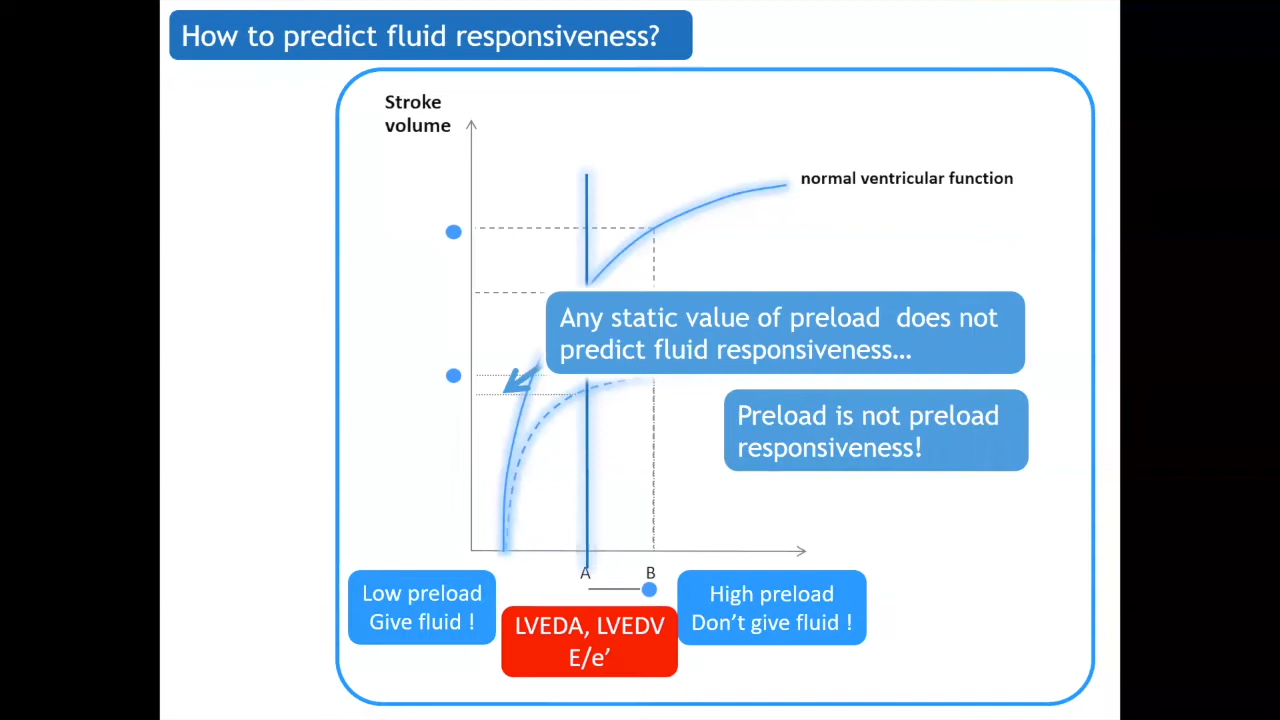 How to predict fluid responsiveness?
Stroke
volume
normal ventricular function
Any static value of preload does not
predict fluid responsiveness...
Preload is not preload
responsiveness!
A
B
Low preload
Give fluid !
LVEDA, LVEDV
E/e’
High preload
Don’t give fluid !